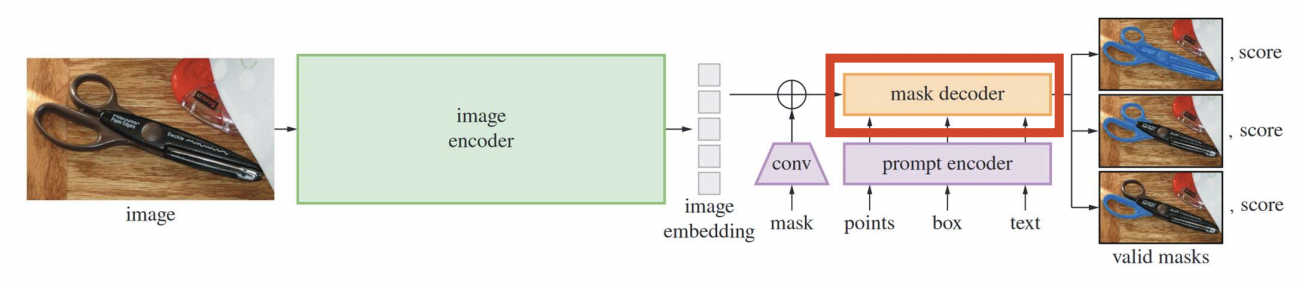 image
image
encoder
image
embedding
conv
mask
mask decoder
prompt encoder
points
box
text
, score
, score
, score
valid masks